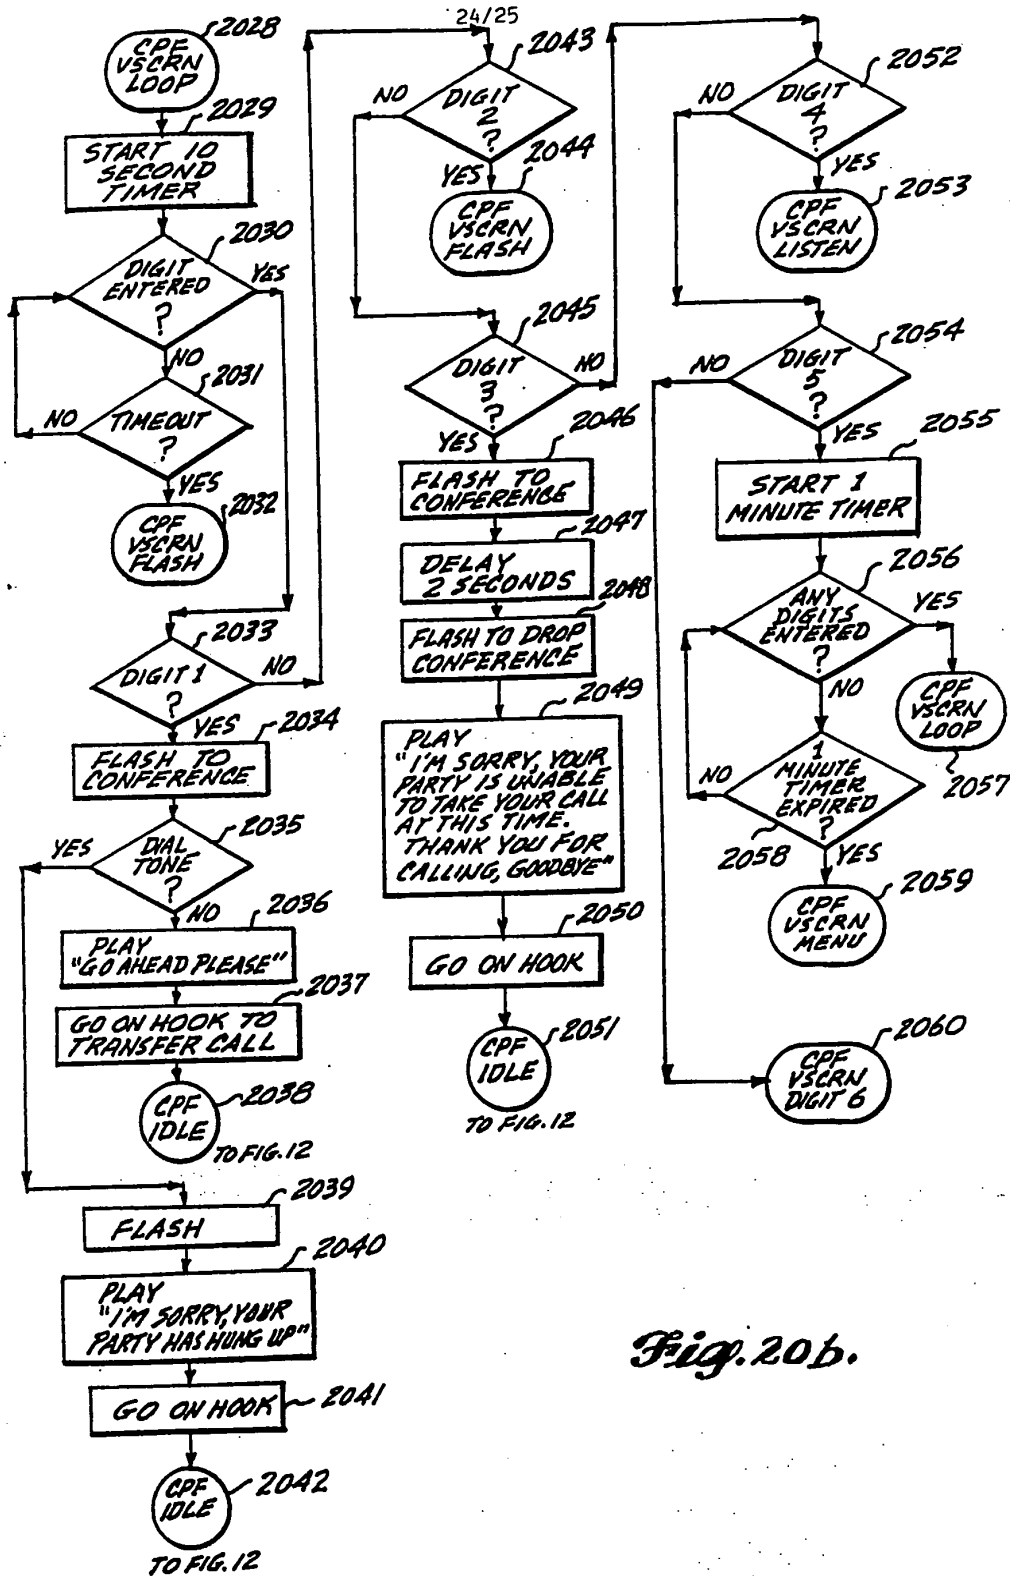 24/25
2028
CPF
VSCRN
LOOP
2029
START 10
SECOND
TIMER
2030
DIGIT
ENTERED
?
YES
NO
2031
TIMEOUT
?
NO
YES
2032
CPF
VSCRN
FLASH
2033
DIGIT 1
?
NO
YES
2034
FLASH TO
CONFERENCE
2035
DIAL
TONE
?
YES
NO
2036
PLAY
"GO AHEAD PLEASE"
2037
GO ON HOOK TO
TRANSFER CALL
2038
CPF
IDLE
TO FIG. 12
2039
FLASH
2040
PLAY
"I'M SORRY, YOUR
PARTY HAS HUNG UP"
2041
GO ON HOOK
2042
CPF
IDLE
TO FIG. 12
2043
DIGIT
2
?
NO
YES
2044
CPF
VSCRN
FLASH
2045
DIGIT
3
?
NO
YES
2046
FLASH TO
CONFERENCE
2047
DELAY
2 SECONDS
2048
FLASH TO DROP
CONFERENCE
2049
PLAY
"I'M SORRY, YOUR
PARTY IS UNABLE
TO TAKE YOUR CALL
AT THIS TIME.
THANK YOU FOR
CALLING, GOODBYE"
2050
GO ON HOOK
2051
CPF
IDLE
TO FIG. 12
2052
DIGIT
4
?
NO
YES
2053
CPF
VSCRN
LISTEN
2054
DIGIT
5
?
NO
YES
2055
START 1
MINUTE TIMER
2056
ANY
DIGITS
ENTERED
?
YES
NO
CPF
VSCRN
LOOP
2057
1
MINUTE
TIMER
EXPIRED
?
NO
2058
YES
2059
CPF
VSCRN
MENU
2060
CPF
VSCRN
DIGIT 6
Fig. 20b.